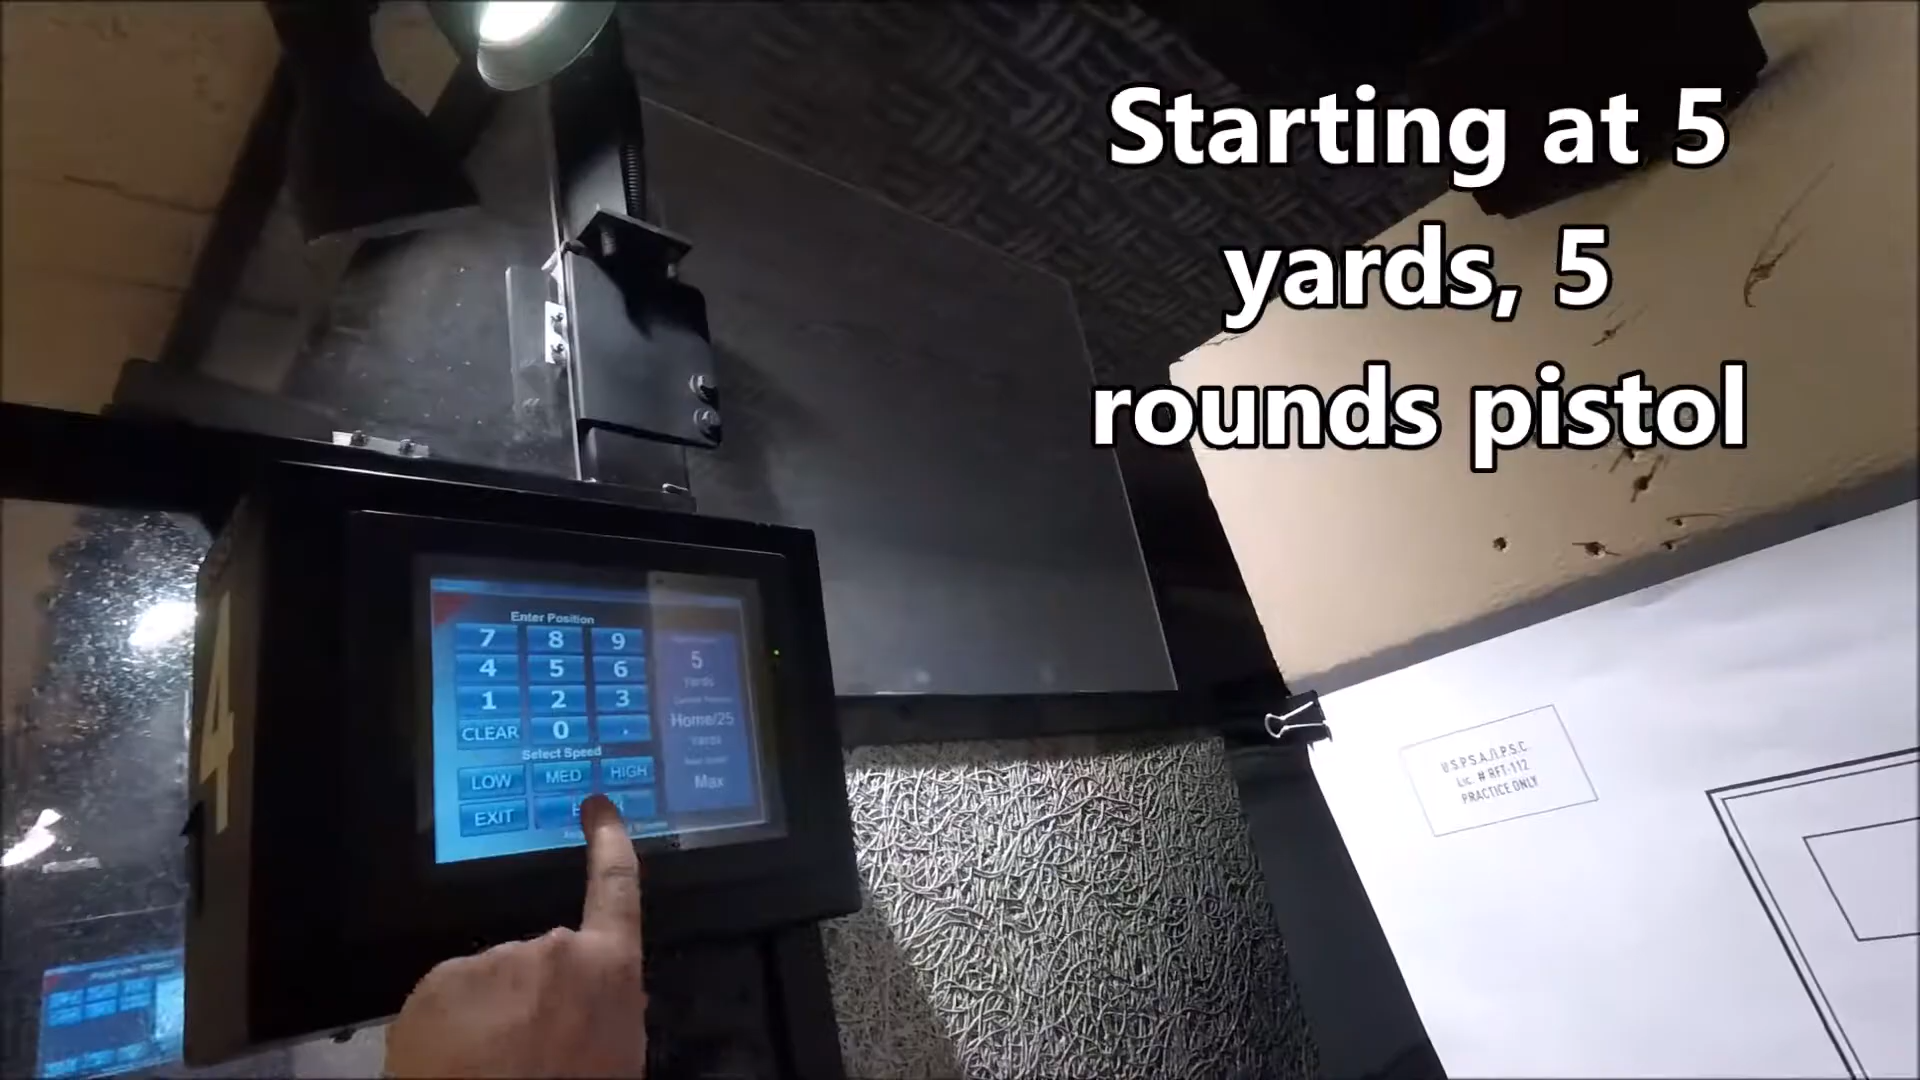 Starting at 5
yards, 5
rounds pistol
Enter Position
7 8 9
4 5 6
1 2 3
CLEAR 0 .
Select Speed
LOW MED HIGH
EXIT
5
Yards
Home/25
Yards
Max
4
U.S.P.S.A./I.P.S.C.
Lic. # RFT-112
PRACTICE ONLY